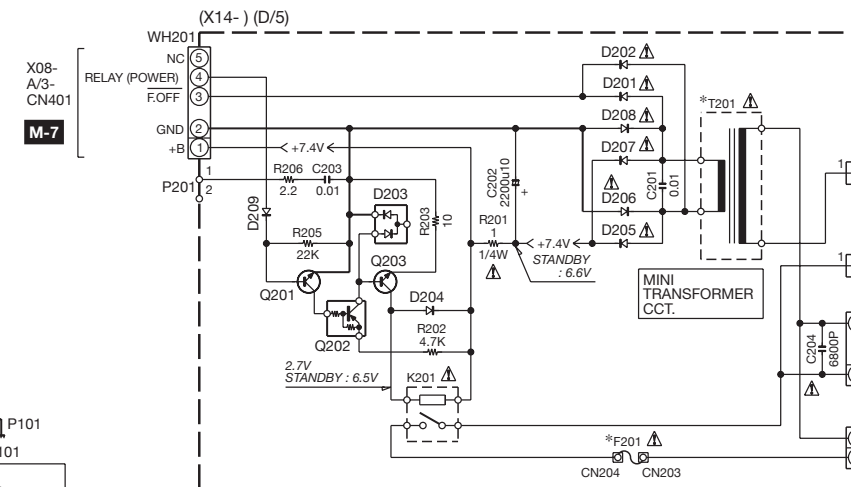 (X14- ) (D/5)
WH201
X08-
A/3-
CN401
M-7
NC 5
RELAY (POWER) 4
F.OFF 3
GND 2
+B 1
+7.4V
P201
1
2
R206
2.2
C203
0.01
D209
R205
22K
D203
R203
10
Q201
Q203
Q202
D204
R202
4.7K
2.7V
STANDBY : 6.5V
K201
C202
2200u10
+
R201
1
1/4W
+7.4V
STANDBY
: 6.6V
D202
D201
D208
D207
D206
D205
C201
0.01
*T201
MINI
TRANSFORMER
CCT.
1
1
C204
6800P
*F201
CN204
CN203
P101
101